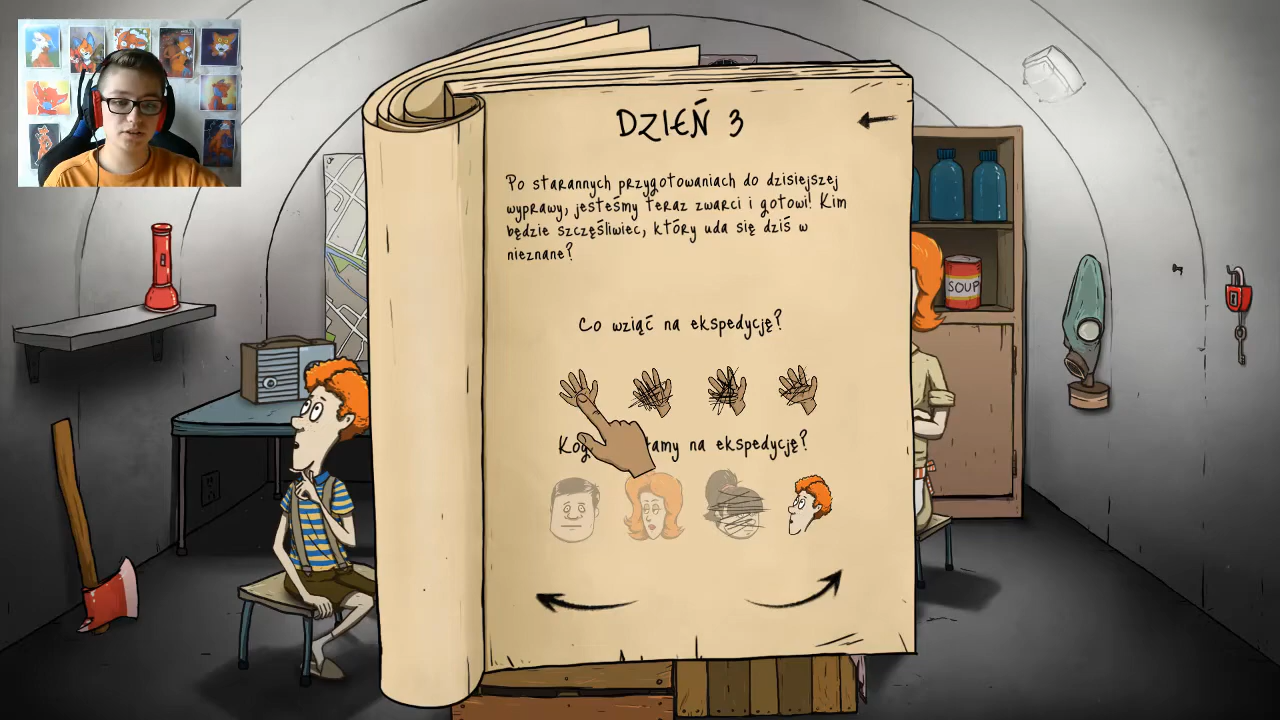 DZIEŃ 3
Po starannych przygotowaniach do dzisiejszej
wyprawy, jesteśmy teraz zwarci i gotowi! Kim
będzie szczęśliwiec, który uda się dziś w
nieznane?
Co wziąć na ekspedycję?
na ekspedycję?
SOUP